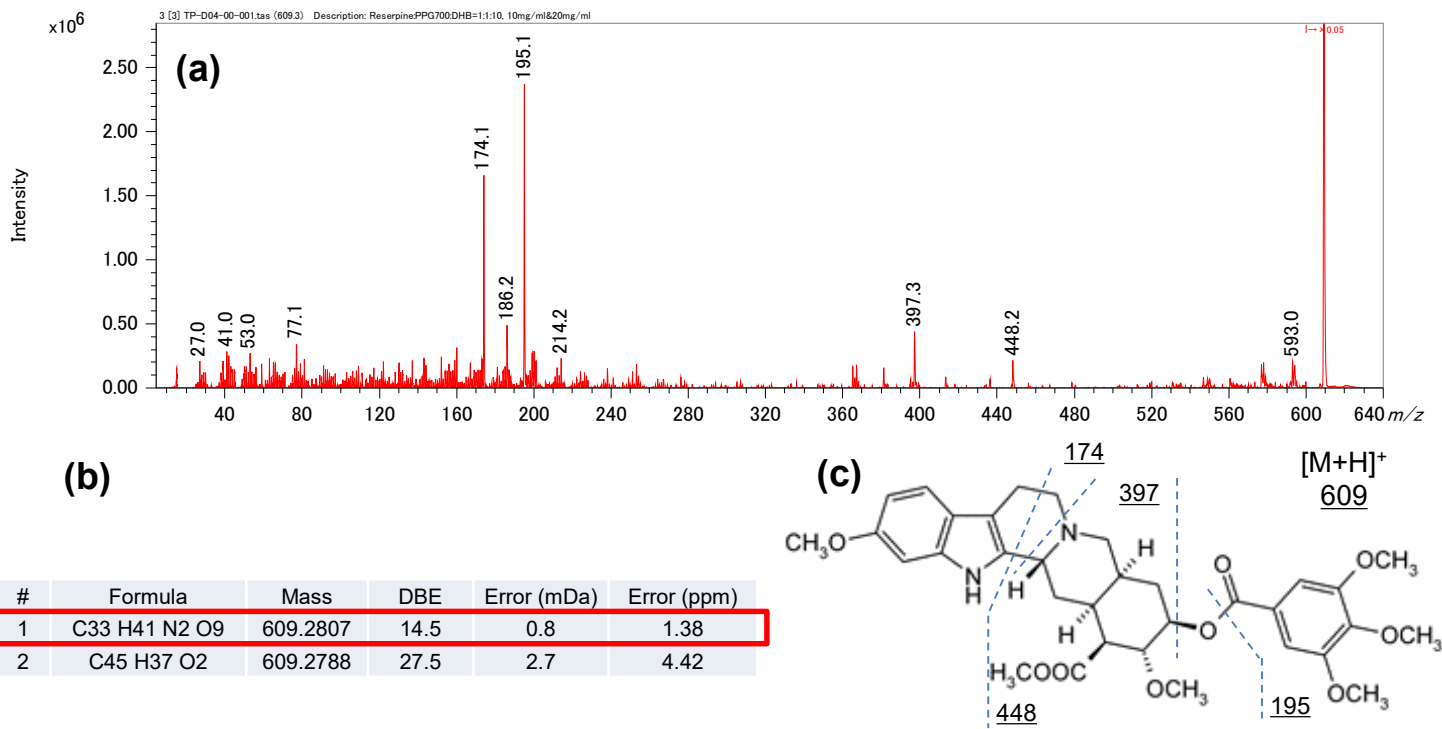 3 [3] TP-D04-00-001.tas (609.3) Description: Reserpine:PPG700:DHB=1:1:10, 10mg/ml&20mg/ml
x10⁶
(a)
I→ ×0.05
Intensity
2.50
2.00
1.50
1.00
0.50
0.00
27.0
41.0
53.0
77.1
174.1
186.2
195.1
214.2
397.3
448.2
593.0
40 80 120 160 200 240 280 320 360 400 440 480 520 560 600 640 m/z
(b)
# Formula Mass DBE Error (mDa) Error (ppm)
1 C33 H41 N2 O9 609.2807 14.5 0.8 1.38
2 C45 H37 O2 609.2788 27.5 2.7 4.42
(c)
174
397
[M+H]⁺
609
CH₃O
N
H
N
H
H
H
H₃COOC
OCH₃
O
O
OCH₃
OCH₃
OCH₃
448
195